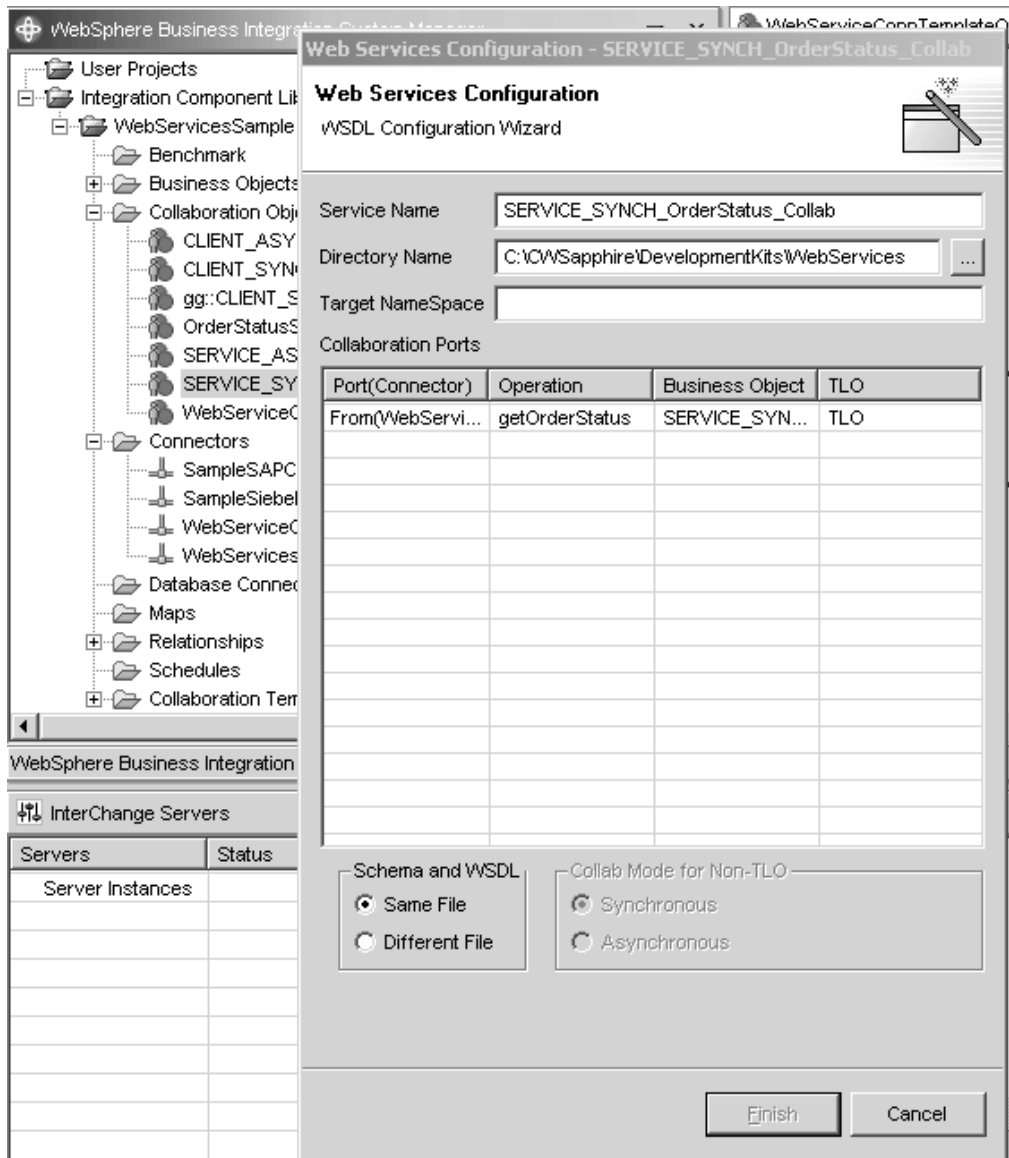 WebSphere Business Integration System Manager
WebServiceConnTemplateO
User Projects
Integration Component Lib
WebServicesSample
Benchmark
Business Objects
Collaboration Obje
CLIENT_ASY
CLIENT_SYN
gg::CLIENT_S
OrderStatusS
SERVICE_AS
SERVICE_SY
WebServiceC
Connectors
SampleSAPC
SampleSiebel
WebServiceC
WebServices
Database Connec
Maps
Relationships
Schedules
Collaboration Tem
WebSphere Business Integration
InterChange Servers
Servers Status
Server Instances
Web Services Configuration - SERVICE_SYNCH_OrderStatus_Collab
Web Services Configuration
WSDL Configuration Wizard
Service Name SERVICE_SYNCH_OrderStatus_Collab
Directory Name C:\CWSapphire\DevelopmentKits\WebServices ...
Target NameSpace
Collaboration Ports
Port(Connector) Operation Business Object TLO
From(WebServi... getOrderStatus SERVICE_SYN... TLO
Schema and WSDL
Same File
Different File
Collab Mode for Non-TLO
Synchronous
Asynchronous
Finish Cancel